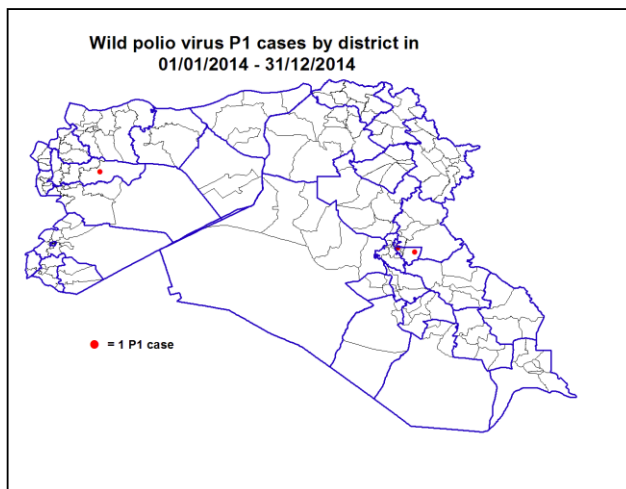 Wild polio virus P1 cases by district in
01/01/2014 - 31/12/2014
= 1 P1 case